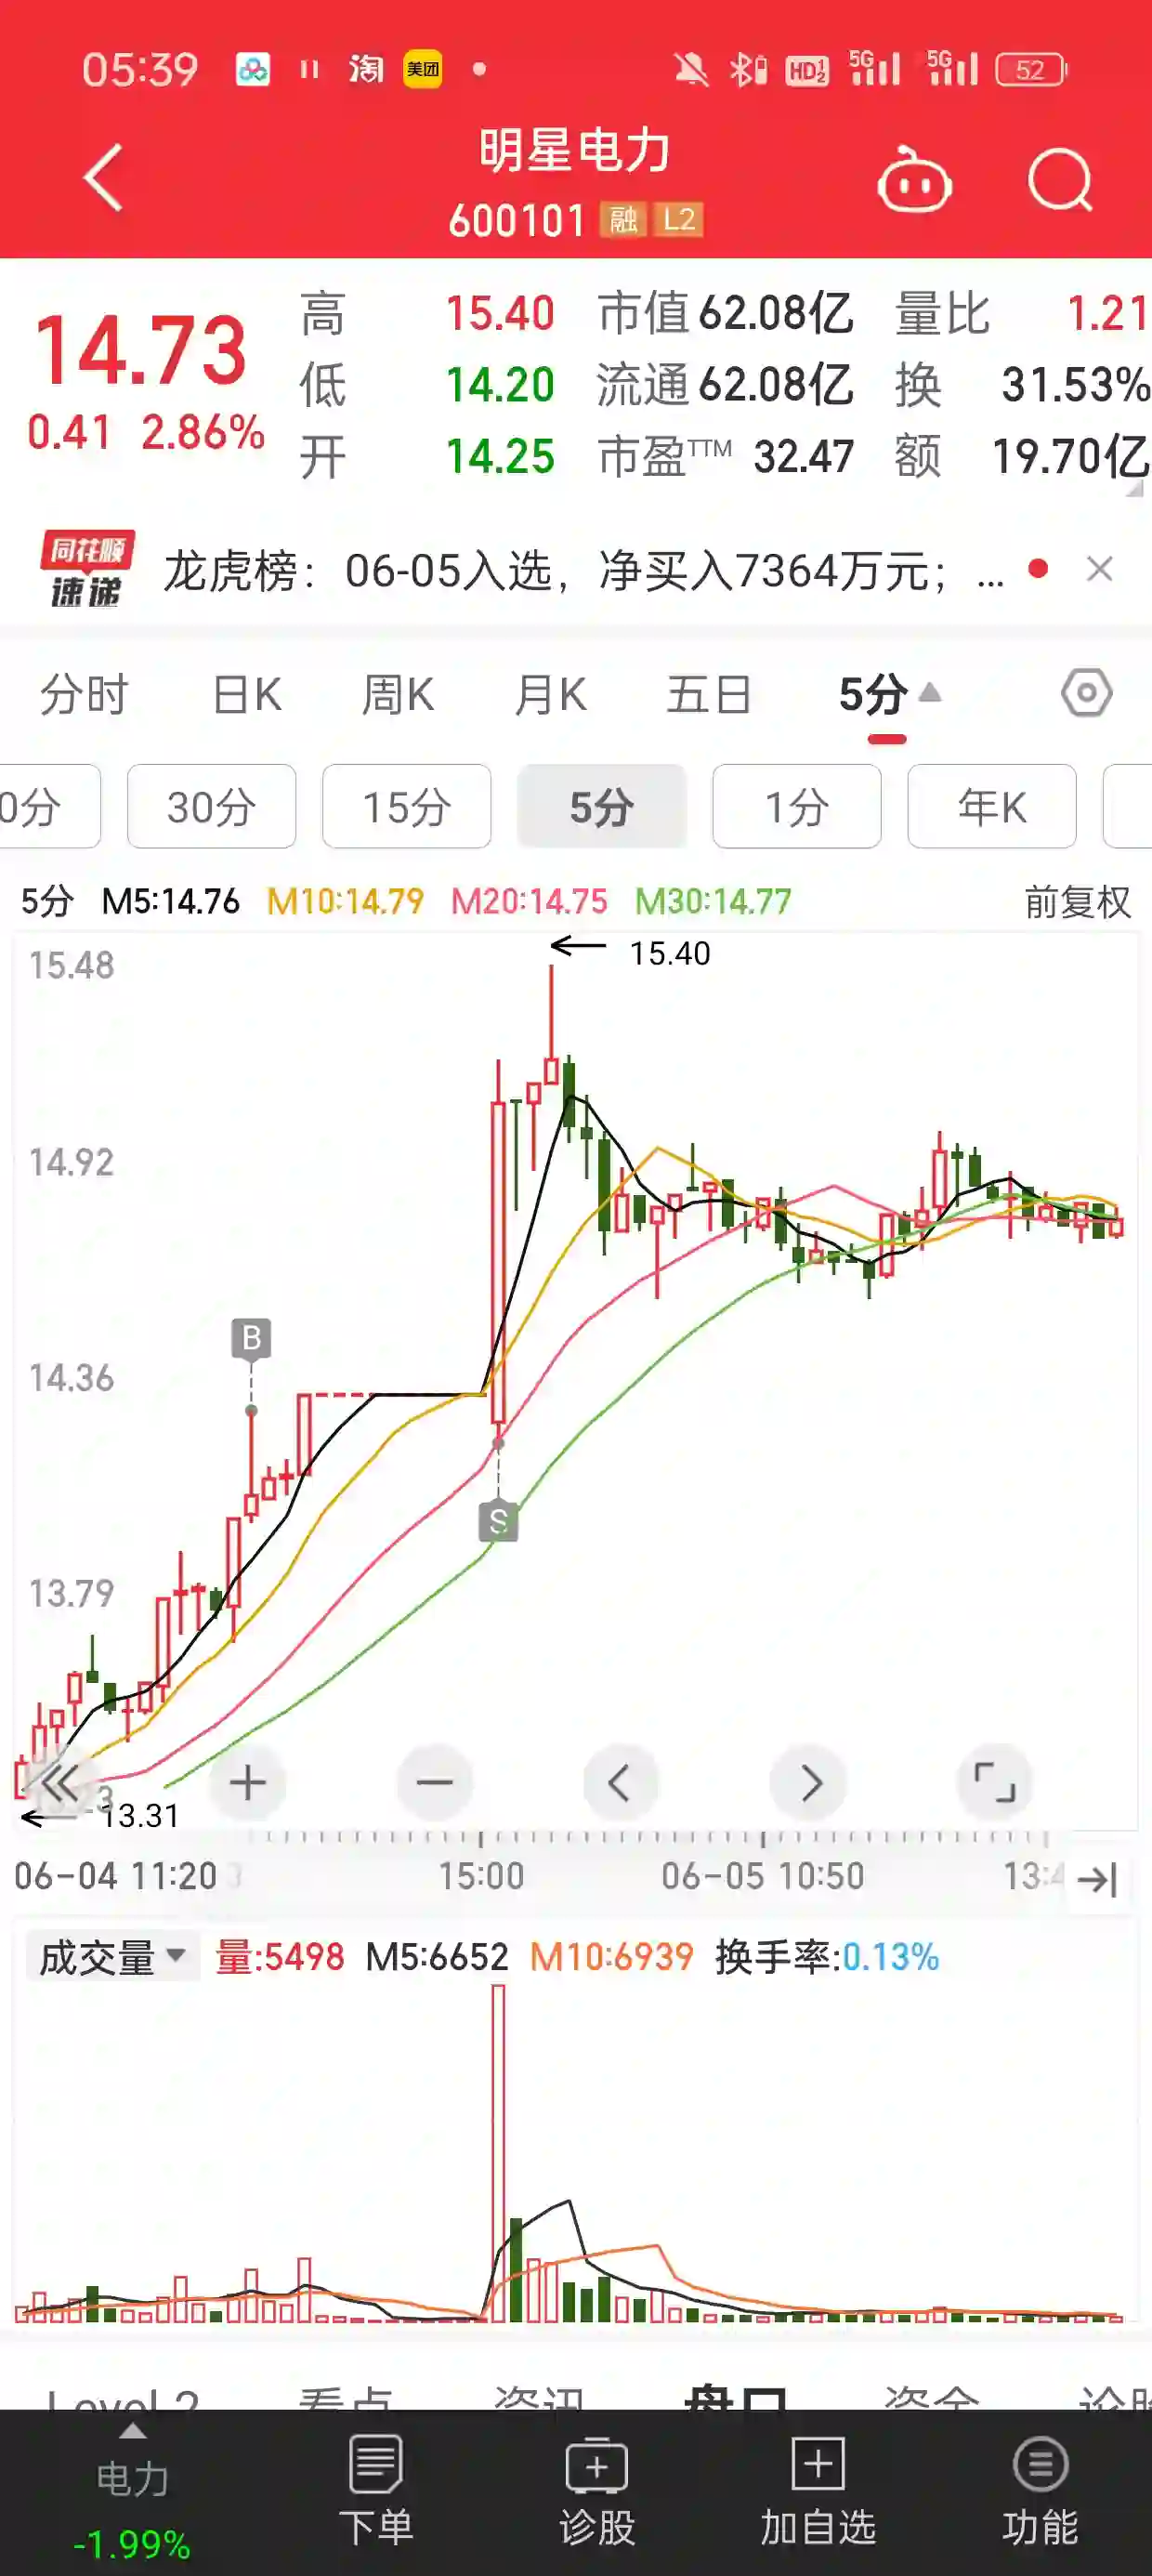 05:39 淘 美团 HD 1 2 5G 5G 52
明星电力
600101 融 L2
14.73
0.41 2.86%
高 15.40 市值 62.08亿 量比 1.21
低 14.20 流通 62.08亿 换 31.53%
开 14.25 市盈TTM 32.47 额 19.70亿
同花顺
速递
龙虎榜：06-05入选，净买入7364万元；...
分时 日K 周K 月K 五日 5分
0分 30分 15分 5分 1分 年K
5分 M5:14.76 M10:14.79 M20:14.75 M30:14.77 前复权
15.48
15.40
14.92
B
14.36
S
13.79
13.31
06-04 11:20 15:00 06-05 10:50 13:4
成交量 量:5498 M5:6652 M10:6939 换手率:0.13%
Level 2 看点 资讯 盘口 资金 诊股
电力 下单 诊股 加自选 功能
-1.99%